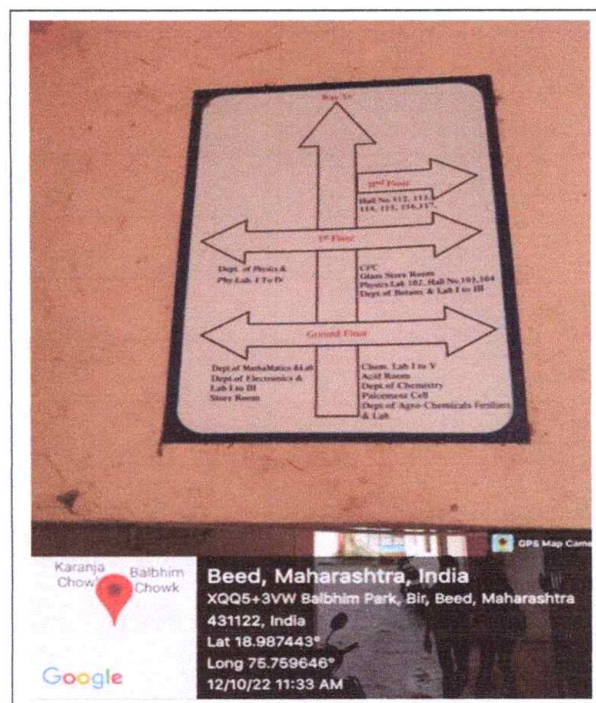 Way To
IInd Floor
Hall No. 112, 113,
114, 115, 116,117.
1st Floor
Dept. of Physics &
Phy.Lab. I To IV
CPC
Glass Store Room
Physics Lab 102, Hall No.103,104
Dept of Botany & Lab I to III
Ground Floor
Dept.of MathaMatics &Lab
Dept.of Electronics &
Lab I to III
Store Room
Chem. Lab I to V
Acid Room
Dept.of Chemistry
Palcement Cell
Dept of Agro-Chemicals
& Lab
GPS Map Came
Karanja
Chowk
Balbhim
Chowk
Google
Beed, Maharashtra, India
XQQ5+3VW Balbhim Park, Bir, Beed, Maharashtra
431122, India
Lat 18.987443°
Long 75.759646°
12/10/22 11:33 AM